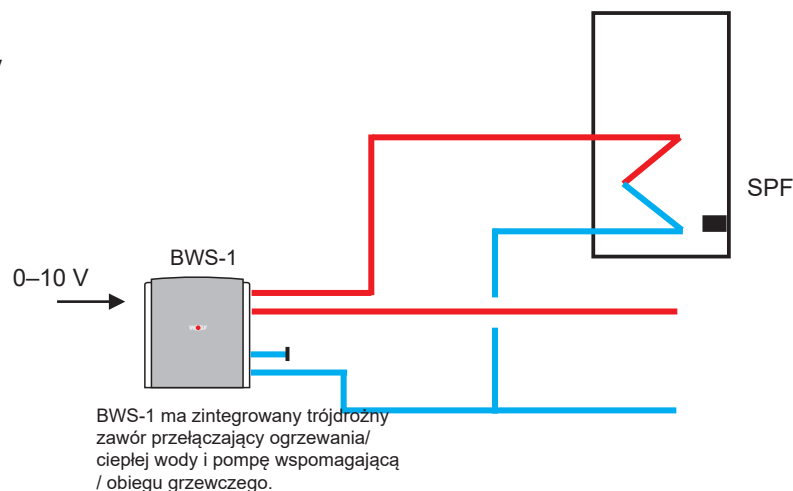 SPF
BWS-1
0–10 V
BWS-1 ma zintegrowany trójdrożny
zawór przełączający ogrzewania/
ciepłej wody i pompę wspomagającą
/ obiegu grzewczego.